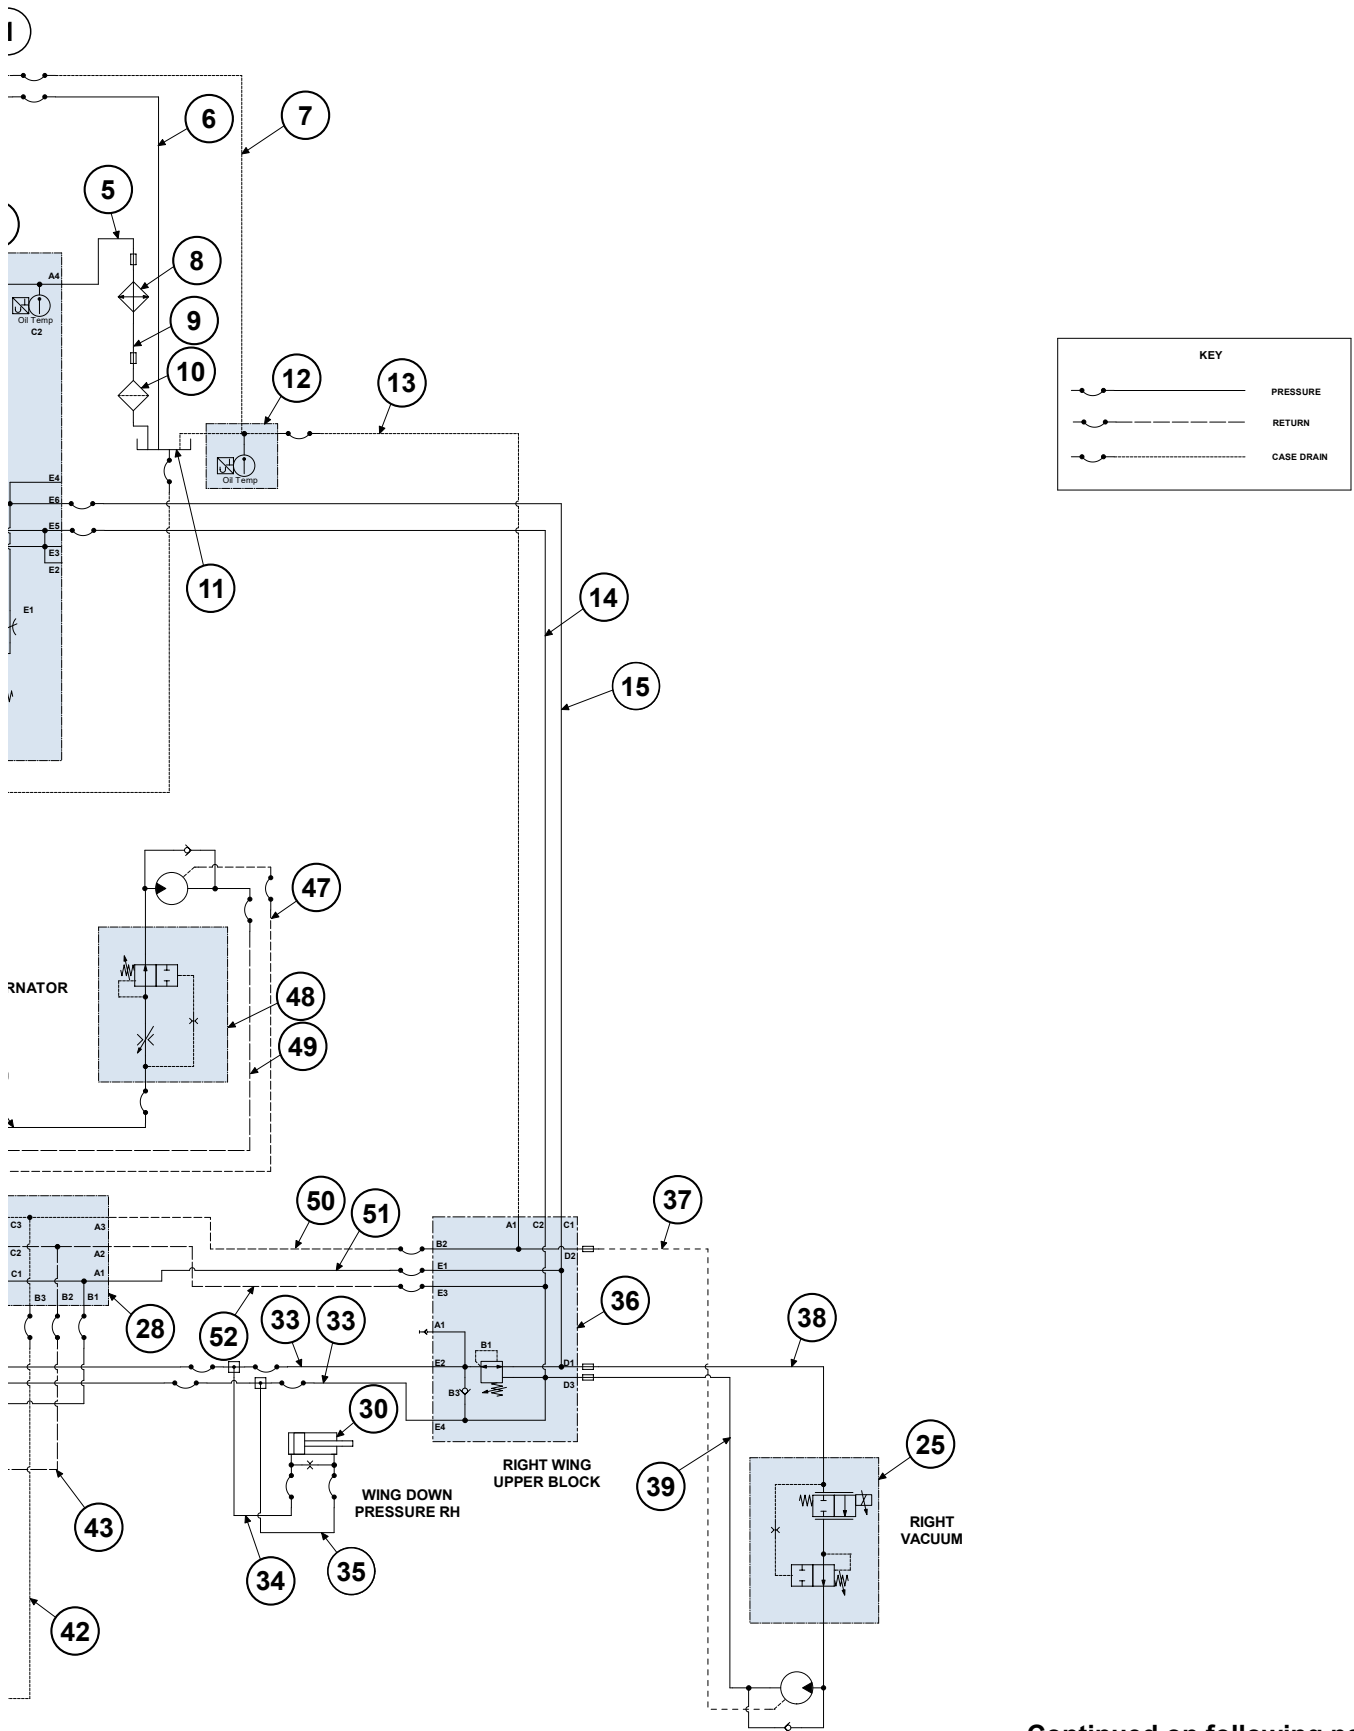 6
7
5
8
A4
KEY
9
Oil Temp
C2
10
12
13
PRESSURE
RETURN
CASE DRAIN
Oil Temp
E4
E6
E5
E3
E2
11
14
E1
15
47
RNATOR
48
49
50
51
37
C3
A3
A1
C2
C1
B2
D2
C2
A2
E1
C1
A1
E3
B3
B2
B1
28
52
33
33
36
38
A1
B1
E2
D1
D3
B3
30
E4
25
RIGHT WING
UPPER BLOCK
39
WING DOWN
PRESSURE RH
43
RIGHT
VACUUM
34
35
42